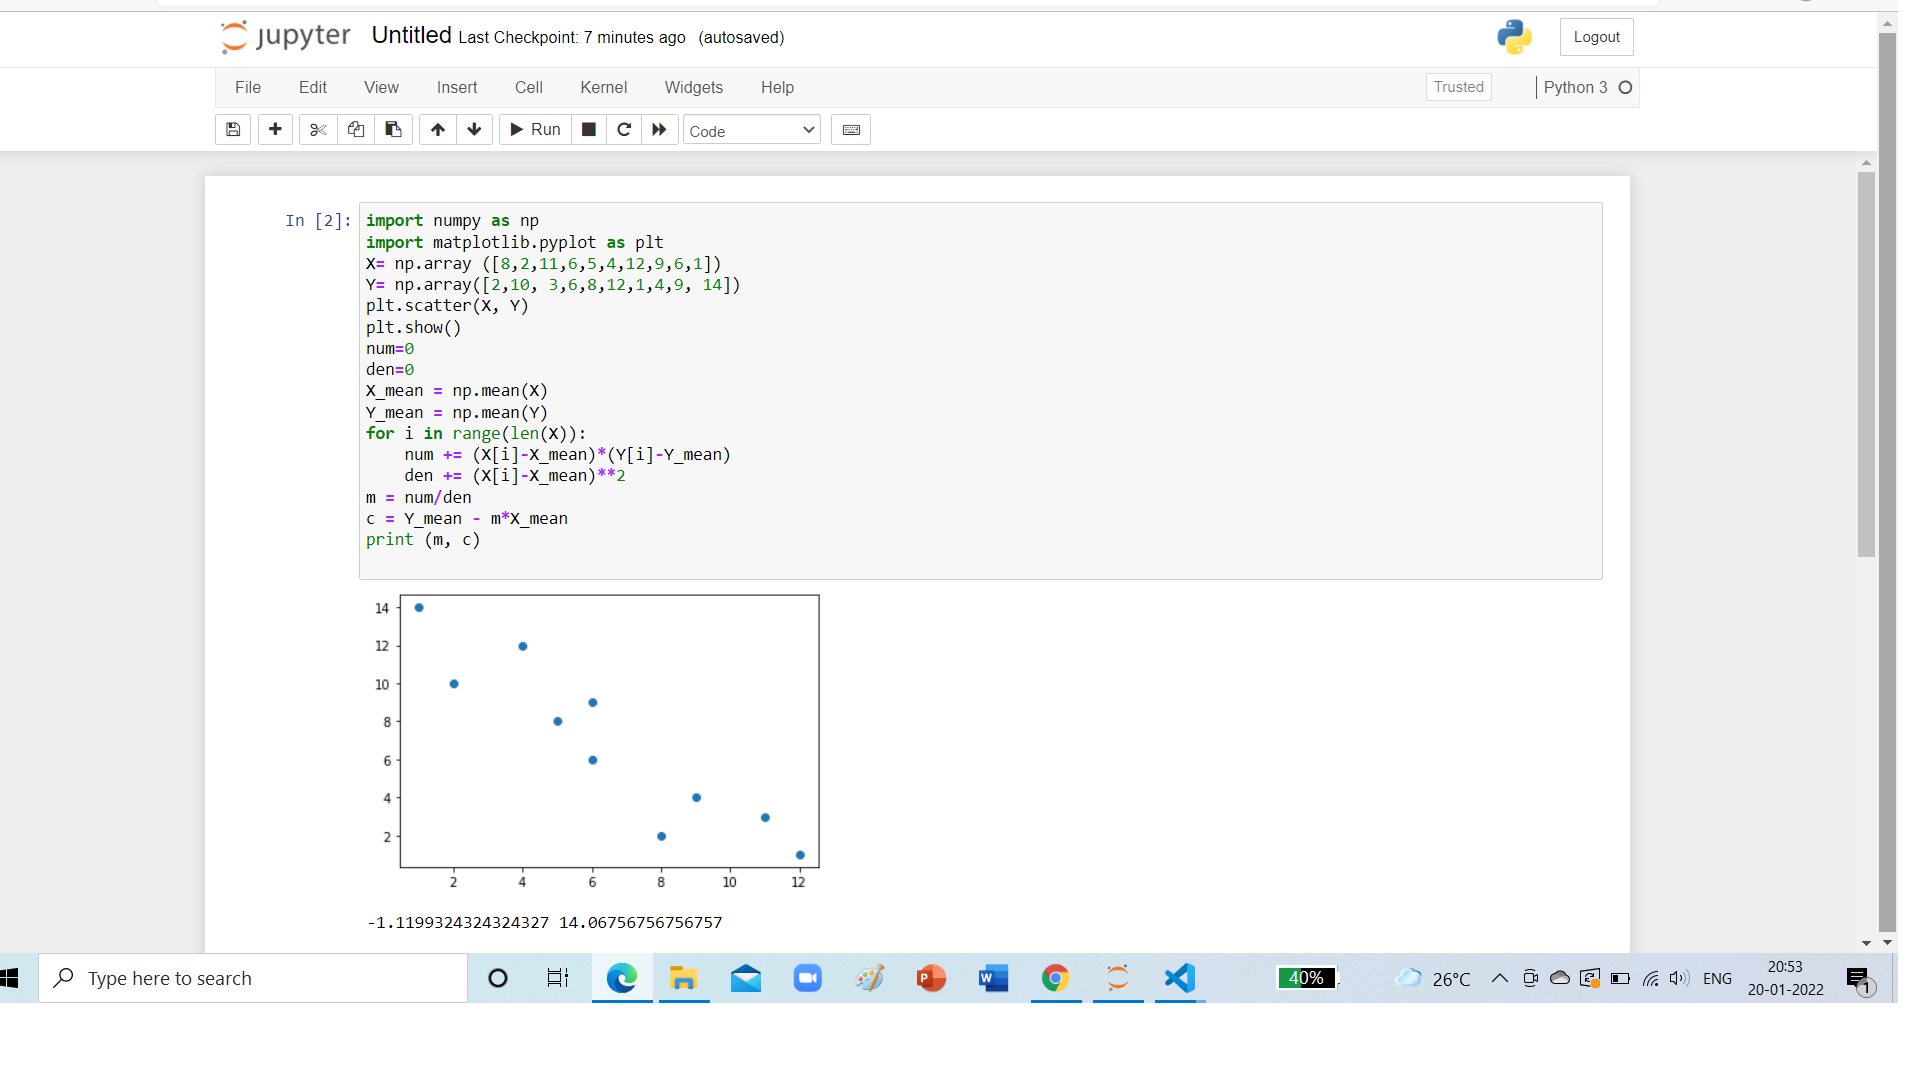 jupyter Untitled Last Checkpoint: 7 minutes ago (autosaved)
Logout
File Edit View Insert Cell Kernel Widgets Help
Trusted
Python 3
Run
Code
In [2]:
import numpy as np
import matplotlib.pyplot as plt
X= np.array ([8,2,11,6,5,4,12,9,6,1])
Y= np.array([2,10, 3,6,8,12,1,4,9, 14])
plt.scatter(X, Y)
plt.show()
num=0
den=0
X_mean = np.mean(X)
Y_mean = np.mean(Y)
for i in range(len(X)):
    num += (X[i]-X_mean)*(Y[i]-Y_mean)
    den += (X[i]-X_mean)**2
m = num/den
c = Y_mean - m*X_mean
print (m, c)
14
12
10
8
6
4
2
2 4 6 8 10 12
-1.1199324324324327 14.06756756756757
Type here to search
P
W
40%
26°C
ENG
20:53
20-01-2022
1